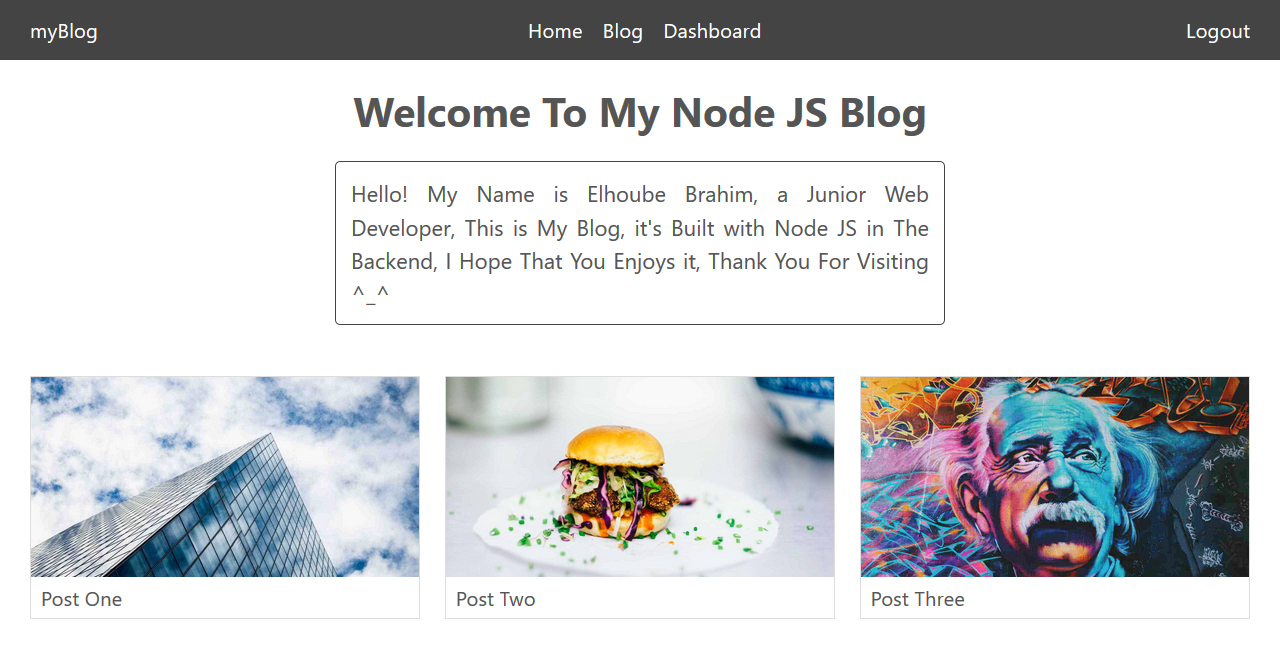 myBlog Home Blog Dashboard Logout
Welcome To My Node JS Blog
Hello! My Name is Elhoube Brahim, a Junior Web
Developer, This is My Blog, it's Built with Node JS in The
Backend, I Hope That You Enjoys it, Thank You For Visiting
^_^
Post One Post Two Post Three